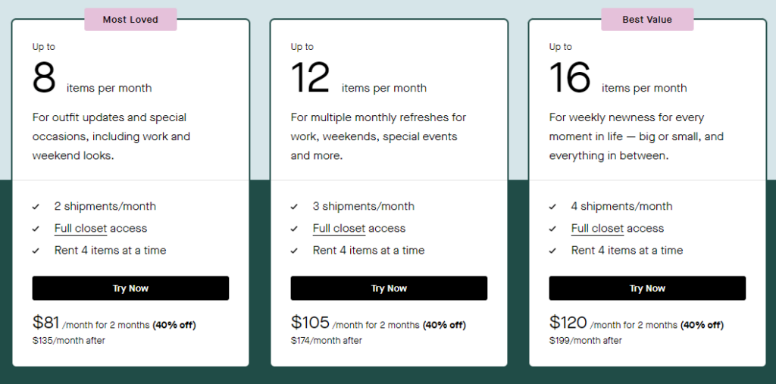 Most Loved
Up to
8 items per month
For outfit updates and special
occasions, including work and
weekend looks.
2 shipments/month
Full closet access
Rent 4 items at a time
Try Now
$81 /month for 2 months (40% off)
$135/month after
Up to
12 items per month
For multiple monthly refreshes for
work, weekends, special events
and more.
3 shipments/month
Full closet access
Rent 4 items at a time
Try Now
$105 /month for 2 months (40% off)
$174/month after
Best Value
Up to
16 items per month
For weekly newness for every
moment in life — big or small, and
everything in between.
4 shipments/month
Full closet access
Rent 4 items at a time
Try Now
$120 /month for 2 months (40% off)
$199/month after